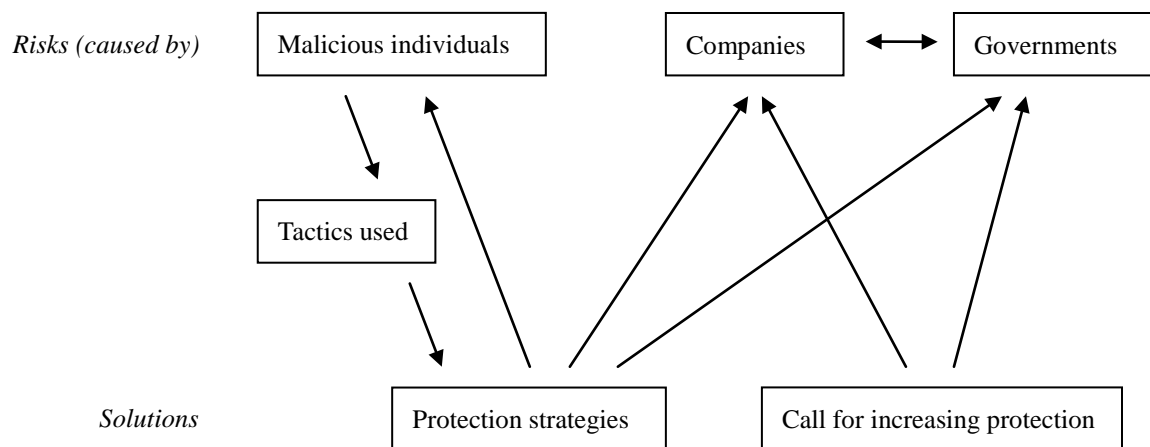 Risks (caused by)
Malicious individuals
Companies
Governments
Tactics used
Solutions
Protection strategies
Call for increasing protection